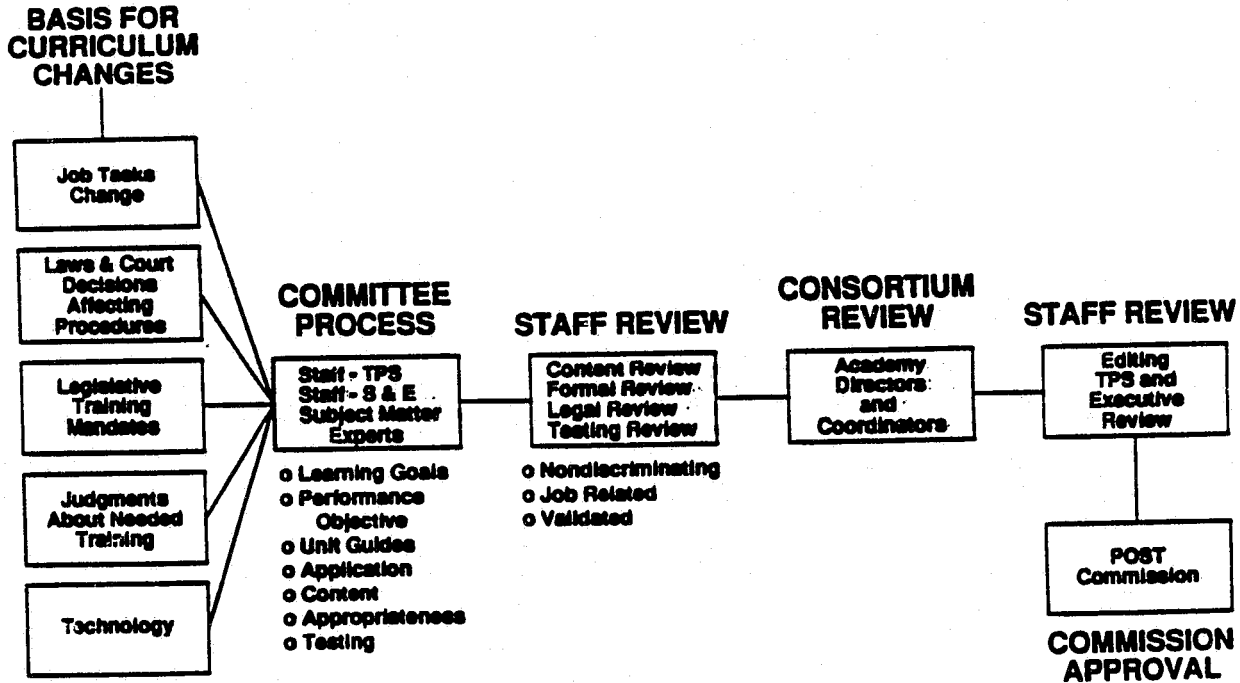 BASIS FOR
CURRICULUM
CHANGES
Job Tasks
Change
Laws & Court
Decisions
Affecting
Procedures
Legislative
Training
Mandates
Judgments
About Needed
Training
Technology
COMMITTEE
PROCESS
Staff - TPS
Staff - S & E
Subject Matter
Experts
o Learning Goals
o Performance
Objective
o Unit Guides
o Application
o Content
o Appropriateness
o Testing
STAFF REVIEW
Content Review
Formal Review
Legal Review
Testing Review
o Nondiscriminating
o Job Related
o Validated
CONSORTIUM
REVIEW
Academy
Directors
and
Coordinators
STAFF REVIEW
Editing
TPS and
Executive
Review
POST
Commission
COMMISSION
APPROVAL